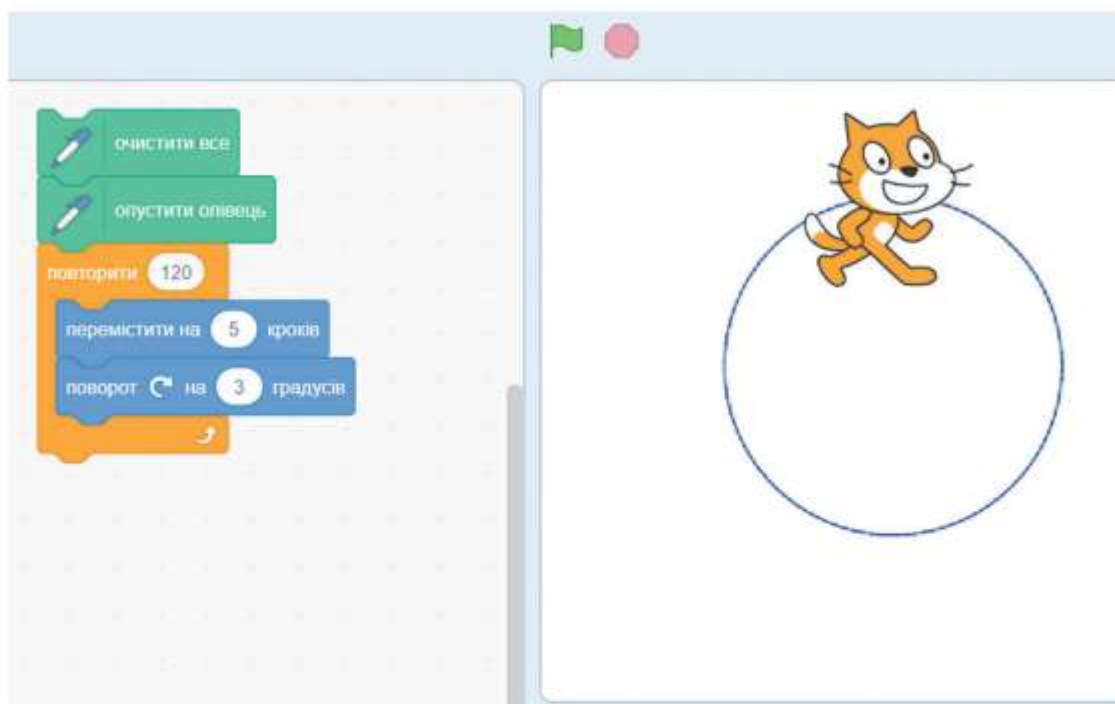 очистити все
опустити олівець
повторити 120
перемістити на 5 кроків
поворот на 3 градусів